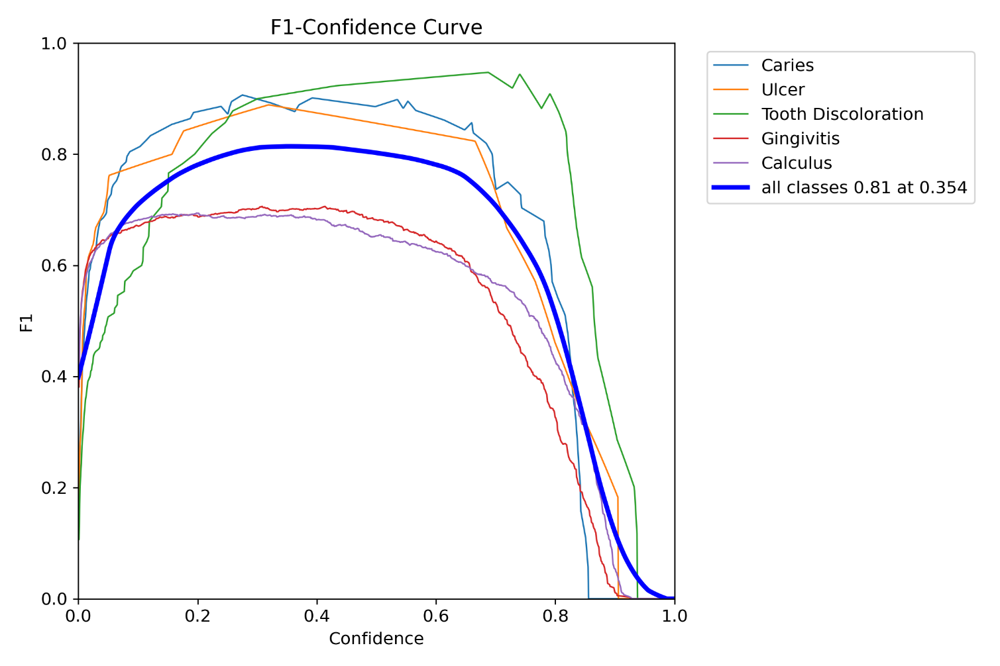 F1-Confidence Curve
1.0
0.8
0.6
0.4
0.2
0.0
F1
0.0 0.2 0.4 0.6 0.8 1.0
Confidence
Caries
Ulcer
Tooth Discoloration
Gingivitis
Calculus
all classes 0.81 at 0.354